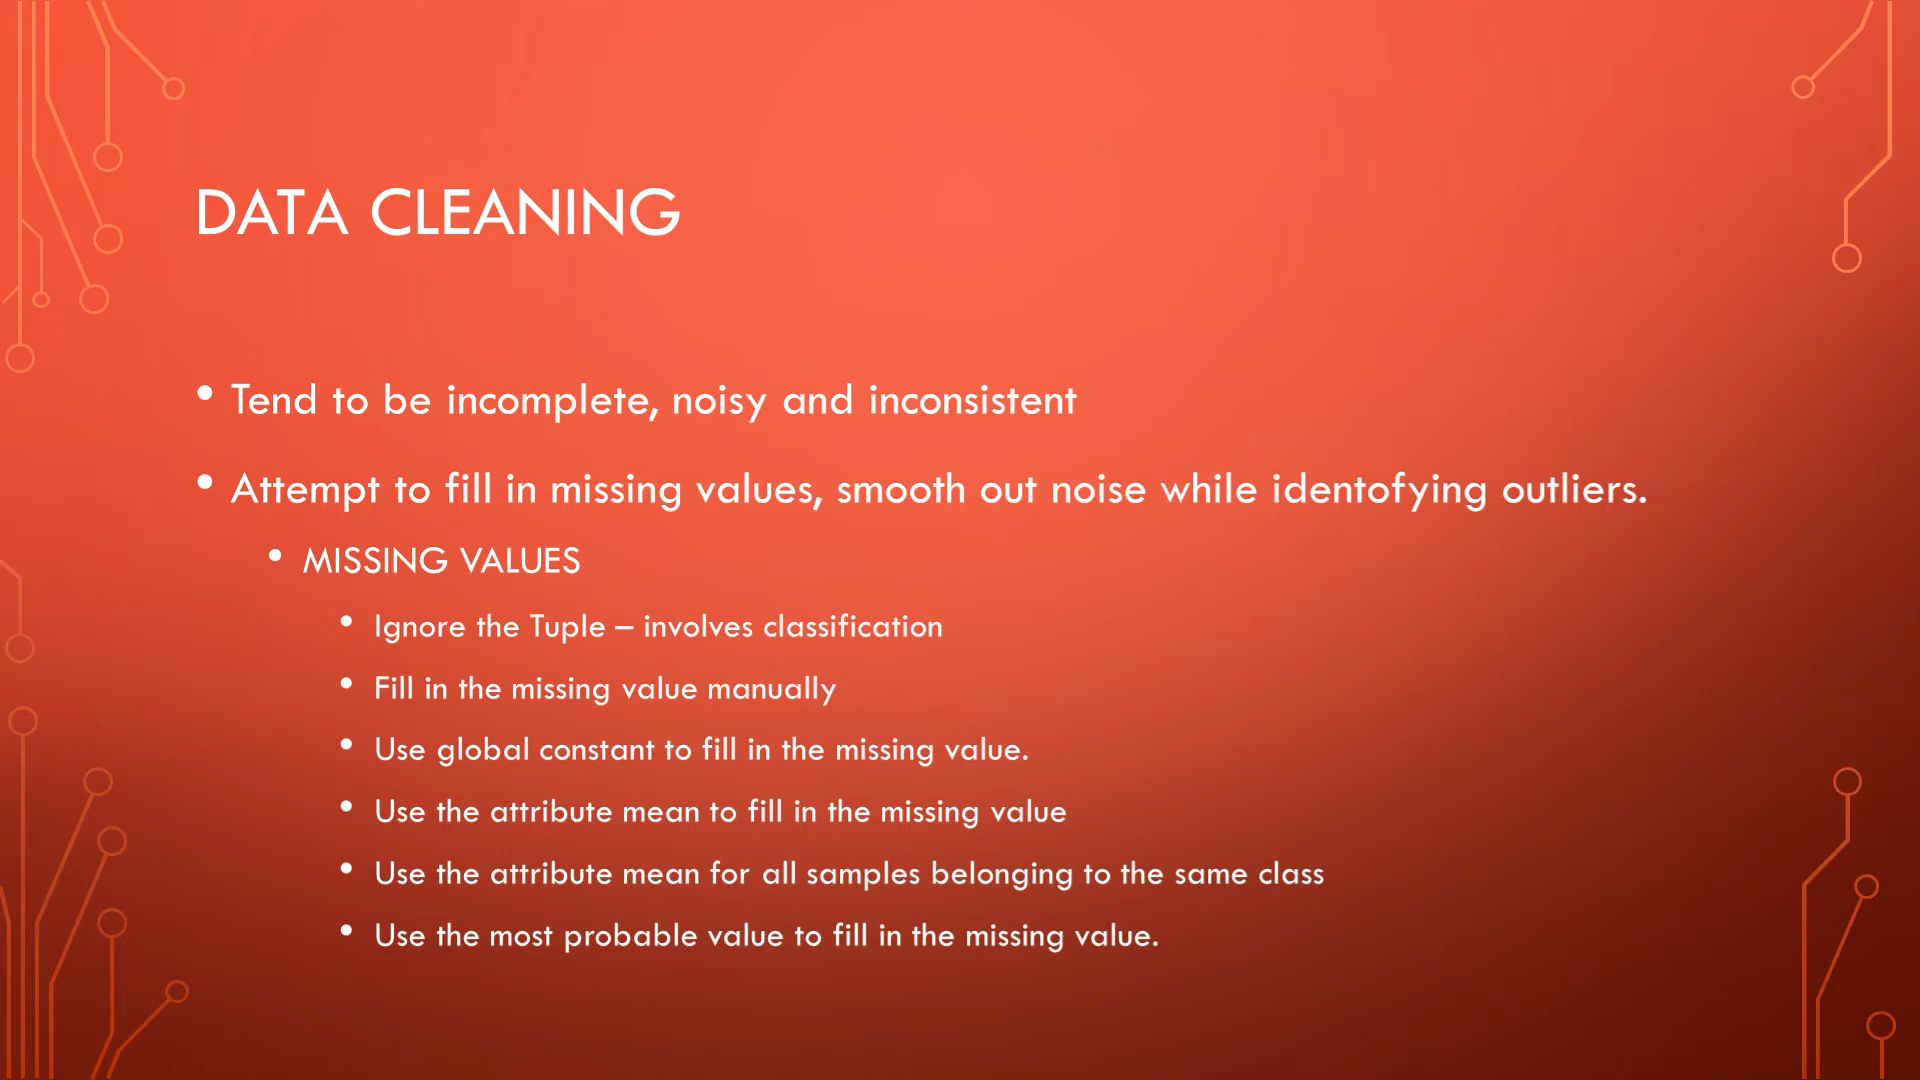 DATA CLEANING
• Tend to be incomplete, noisy and inconsistent
• Attempt to fill in missing values, smooth out noise while identofying outliers.
• MISSING VALUES
• Ignore the Tuple – involves classification
• Fill in the missing value manually
• Use global constant to fill in the missing value.
• Use the attribute mean to fill in the missing value
• Use the attribute mean for all samples belonging to the same class
• Use the most probable value to fill in the missing value.